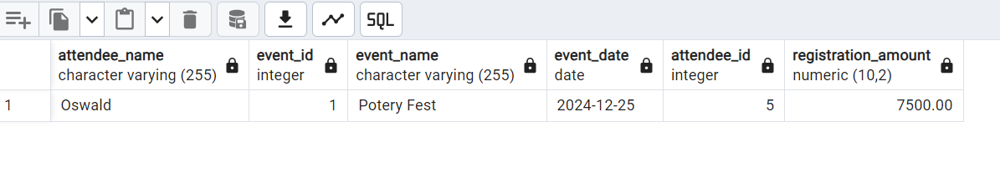 SQL
attendee_name event_id event_name event_date attendee_id registration_amount
character varying (255) integer character varying (255) date integer numeric (10,2)
1 Oswald 1 Potery Fest 2024-12-25 5 7500.00